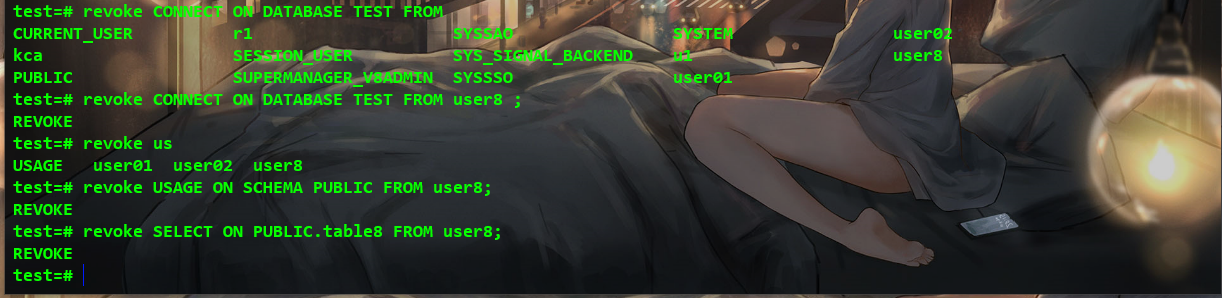 test=# revoke CONNECT ON DATABASE TEST FROM
CURRENT_USER r1 SYSSAO SYSTEM user02
kca SESSION_USER SYS_SIGNAL_BACKEND u1 user8
PUBLIC SUPERMANAGER_V8ADMIN SYSSSO user01
test=# revoke CONNECT ON DATABASE TEST FROM user8 ;
REVOKE
test=# revoke us
USAGE user01 user02 user8
test=# revoke USAGE ON SCHEMA PUBLIC FROM user8;
REVOKE
test=# revoke SELECT ON PUBLIC.table8 FROM user8;
REVOKE
test=#